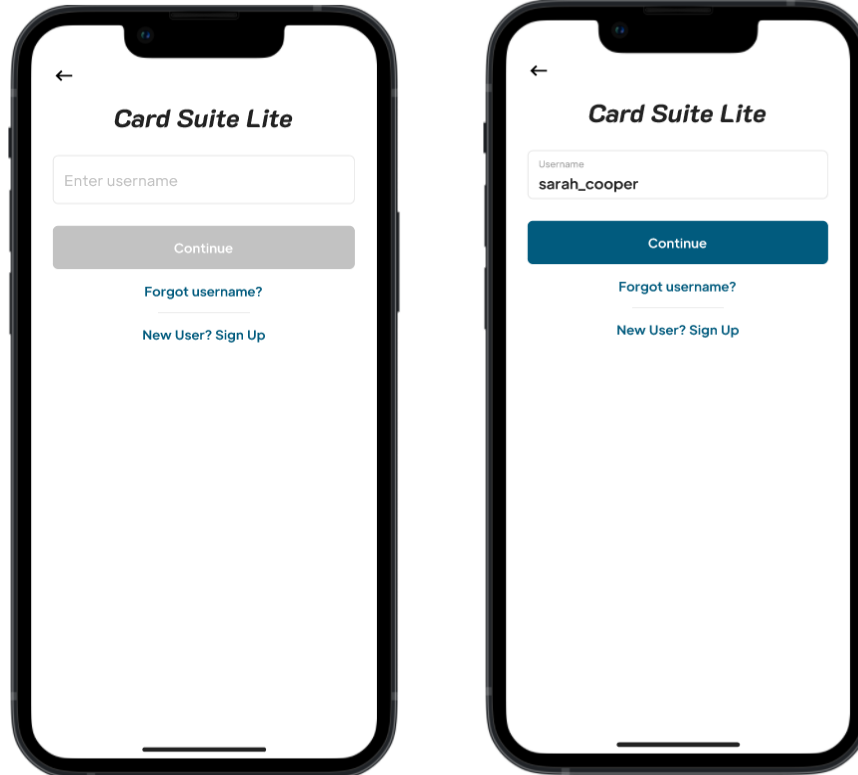 Card Suite Lite
Enter username
Continue
Forgot username?
New User? Sign Up
Card Suite Lite
Username
sarah_cooper
Continue
Forgot username?
New User? Sign Up